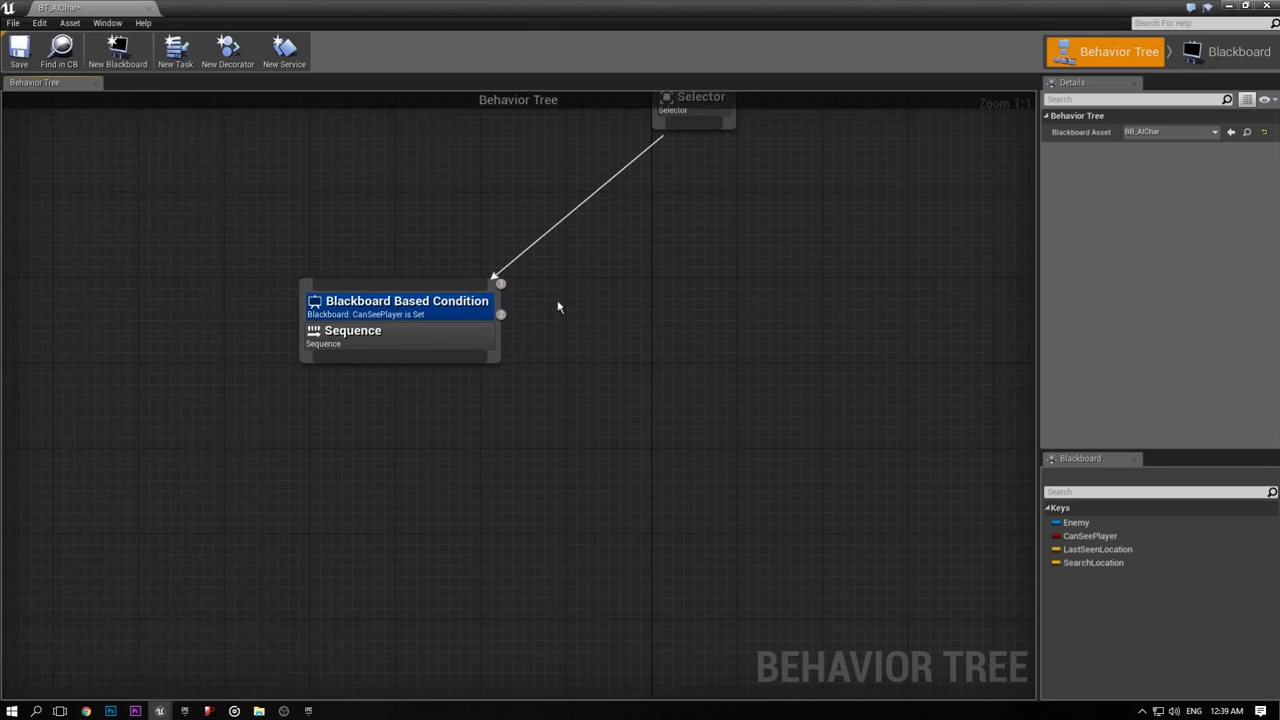 BT_AIChar*
File Edit Asset Window Help
Search For Help
Save Find in CB New Blackboard New Task New Decorator New Service
Behavior Tree Blackboard
Behavior Tree
Details
Behavior Tree
Zoom 1:1
Search
Selector
Selector
Behavior Tree
Blackboard Asset BB_AIChar
1
Blackboard Based Condition
Blackboard: CanSeePlayer is Set
2
Sequence
Sequence
Blackboard
Search
Keys
Enemy
CanSeePlayer
LastSeenLocation
SearchLocation
BEHAVIOR TREE
ENG 12:39 AM